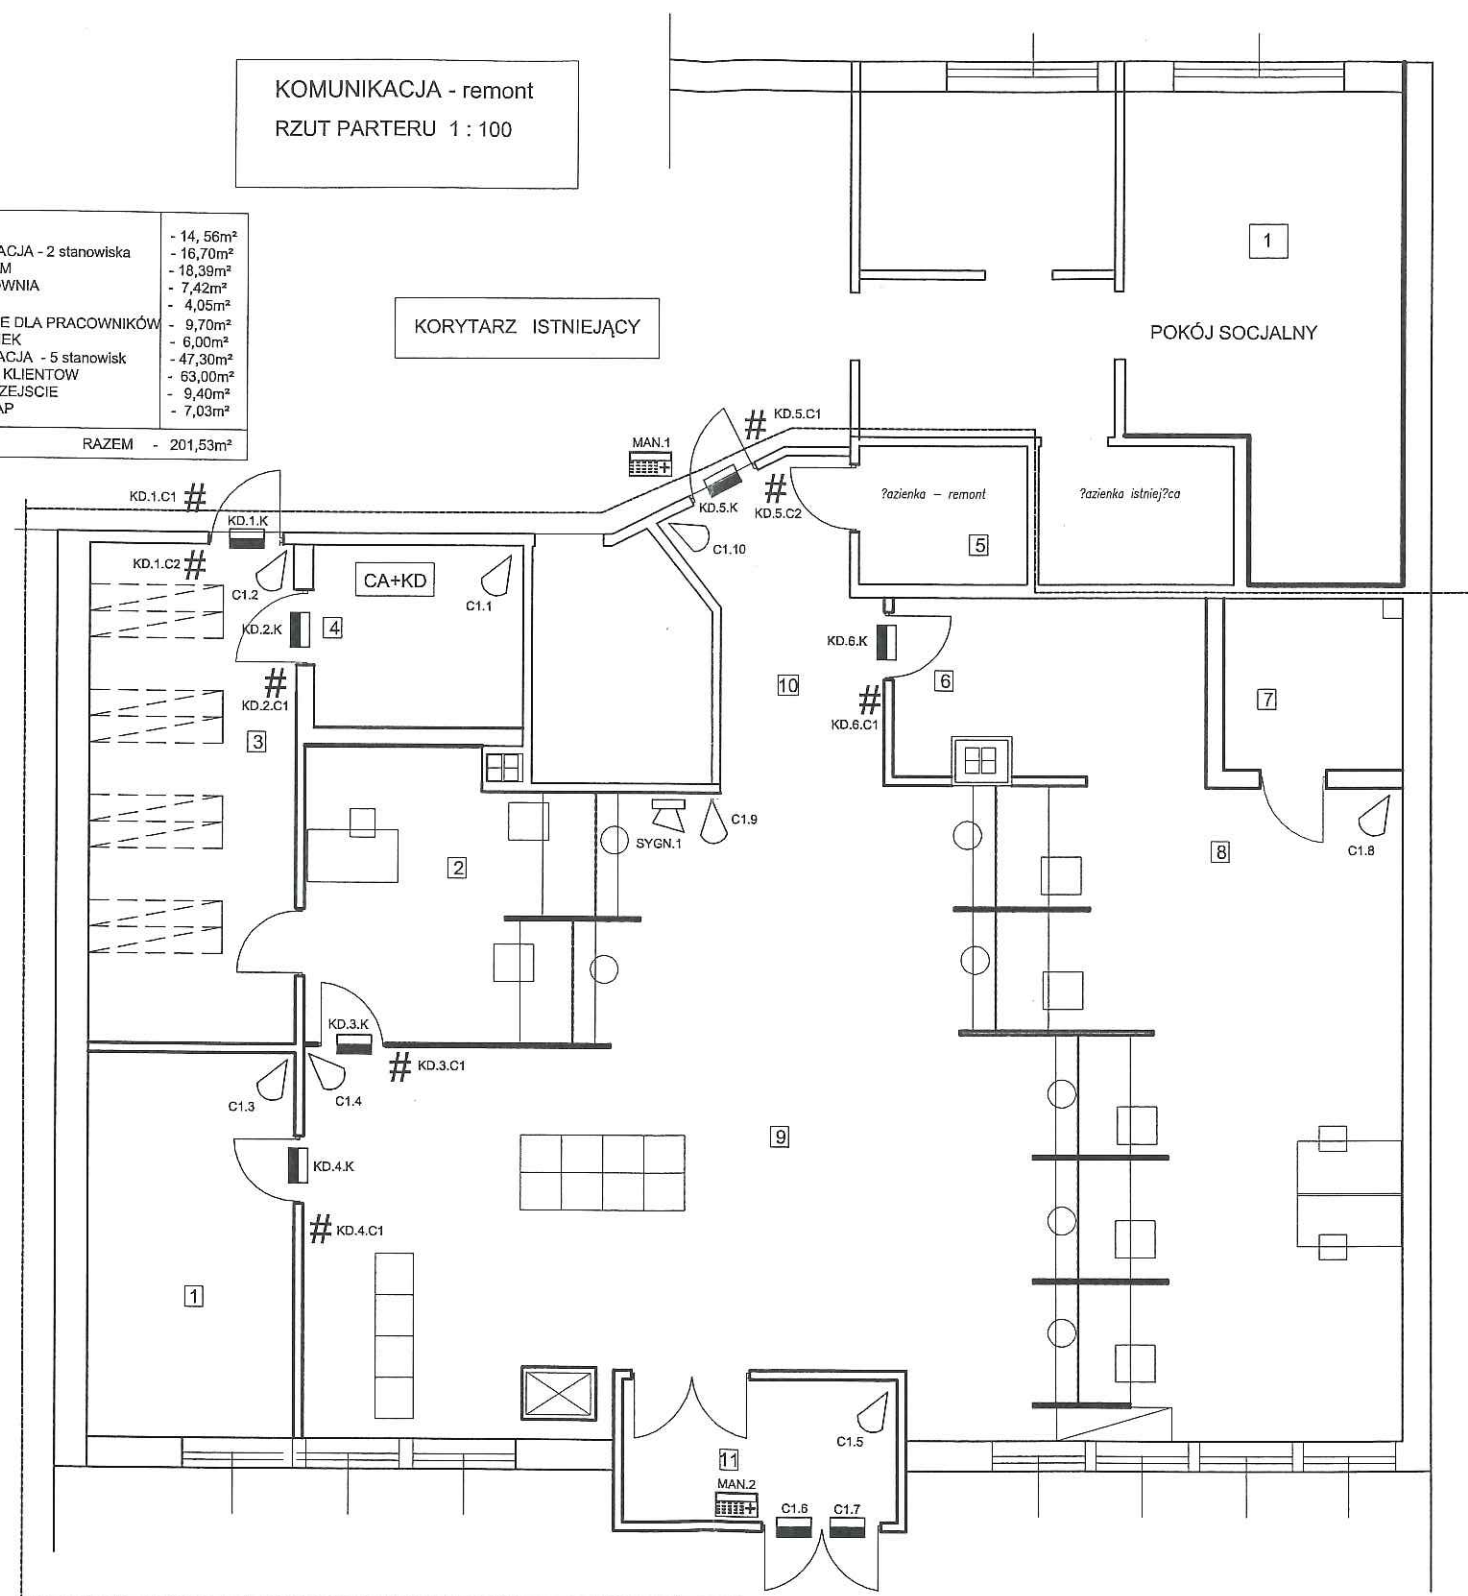 KOMUNIKACJA - remont
RZUT PARTERU 1 : 100
- 14, 56m²
ACJA - 2 stanowiska - 16,70m²
M - 18,39m²
OWNIA - 7,42m²
- 4,05m²
E DLA PRACOWNIKÓW - 9,70m²
EK - 6,00m²
ACJA - 5 stanowisk - 47,30m²
KLIENTOW - 63,00m²
ZEJSCIE - 9,40m²
AP - 7,03m²
RAZEM - 201,53m²
KORYTARZ ISTNIEJĄCY
1
POKÓJ SOCJALNY
KD.5.C1
MAN.1
KD.5.K
KD.5.C2
?azienka – remont
?azienka istniej?ca
KD.1.C1
KD.1.K
KD.1.C2
C1.10
5
C1.2
CA+KD
C1.1
KD.2.K
4
KD.6.K
KD.2.C1
10
6
7
KD.6.C1
3
C1.9
SYGN.1
2
8
C1.8
KD.3.K
KD.3.C1
C1.3
C1.4
9
KD.4.K
KD.4.C1
1
C1.5
11
MAN.2
C1.6
C1.7